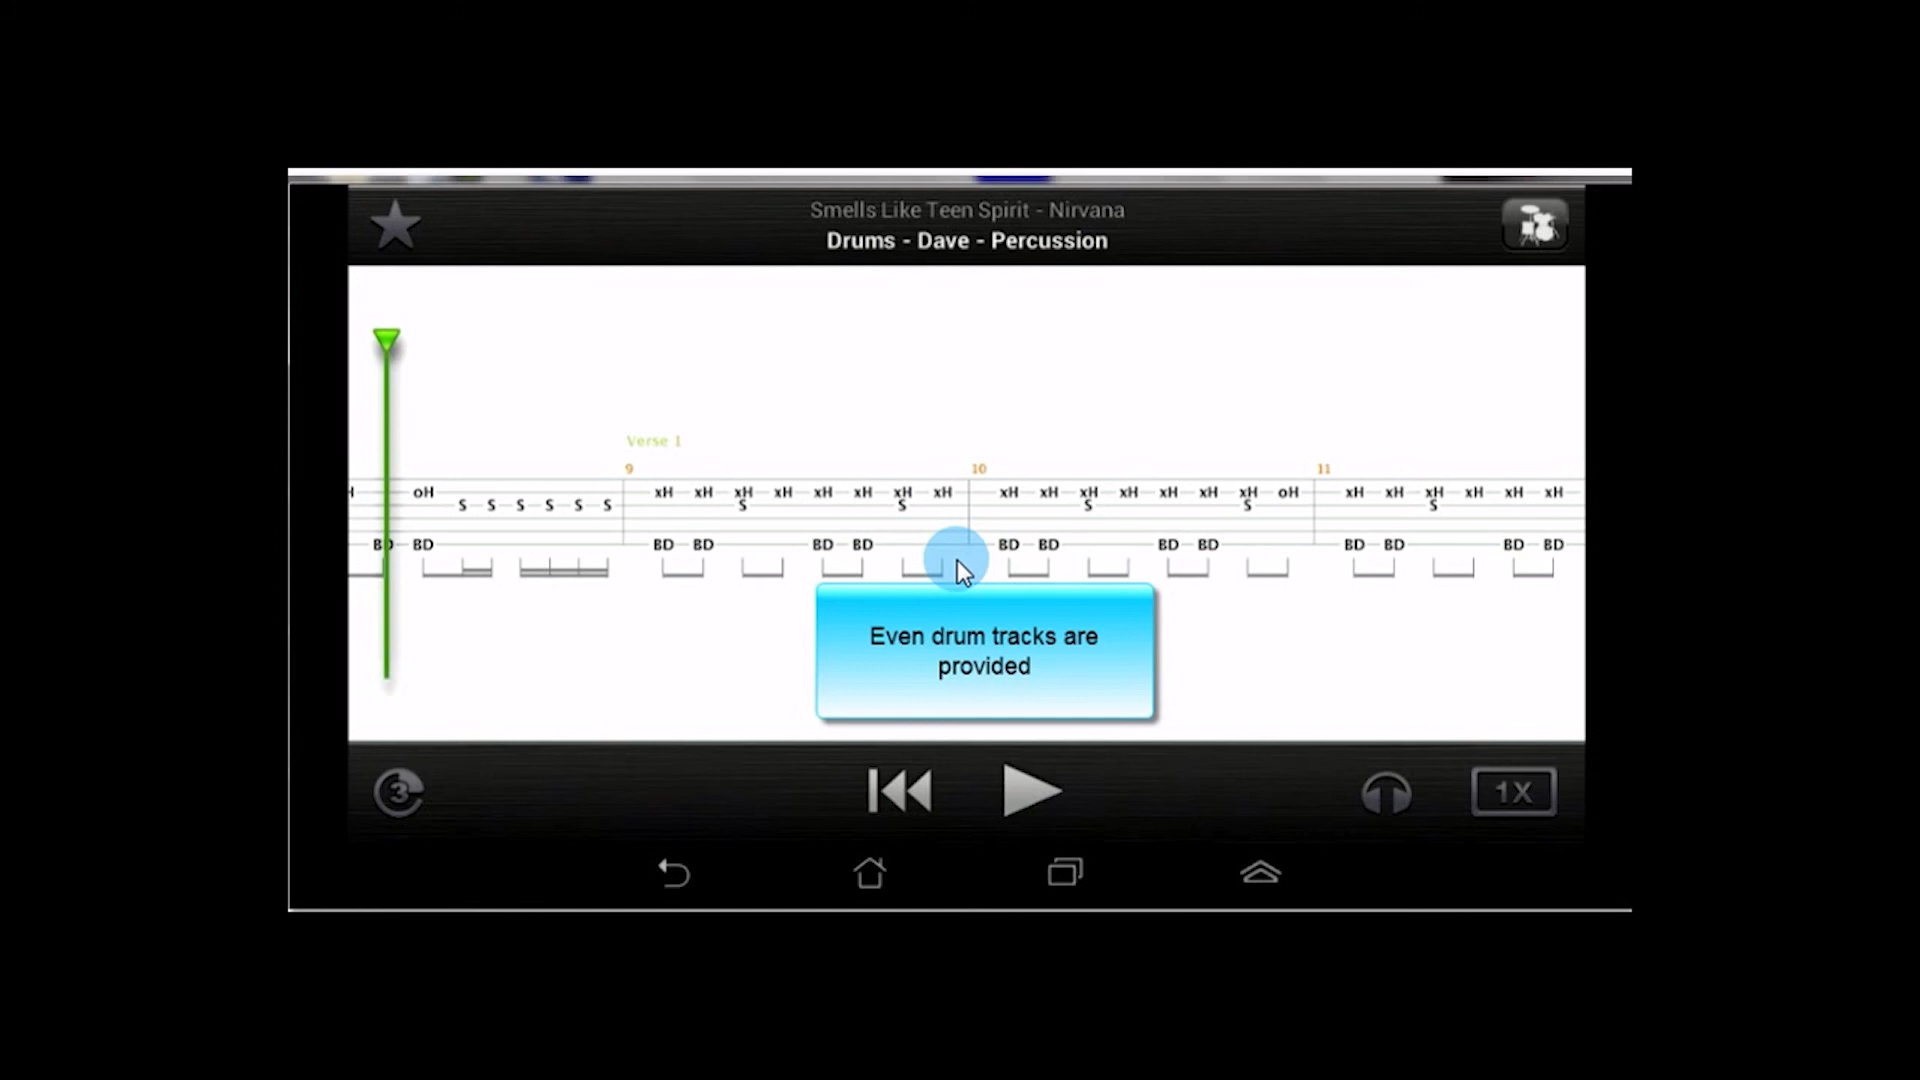 Smells Like Teen Spirit - Nirvana
Drums - Dave - Percussion
Verse 1
9 10 11
H oH xH xH xH xH xH xH xH xH xH xH xH xH xH xH xH oH xH xH xH xH xH xH
S S S S S S S S S S S
BD BD BD BD BD BD BD BD BD BD BD BD BD BD
Even drum tracks are
provided
3 1X